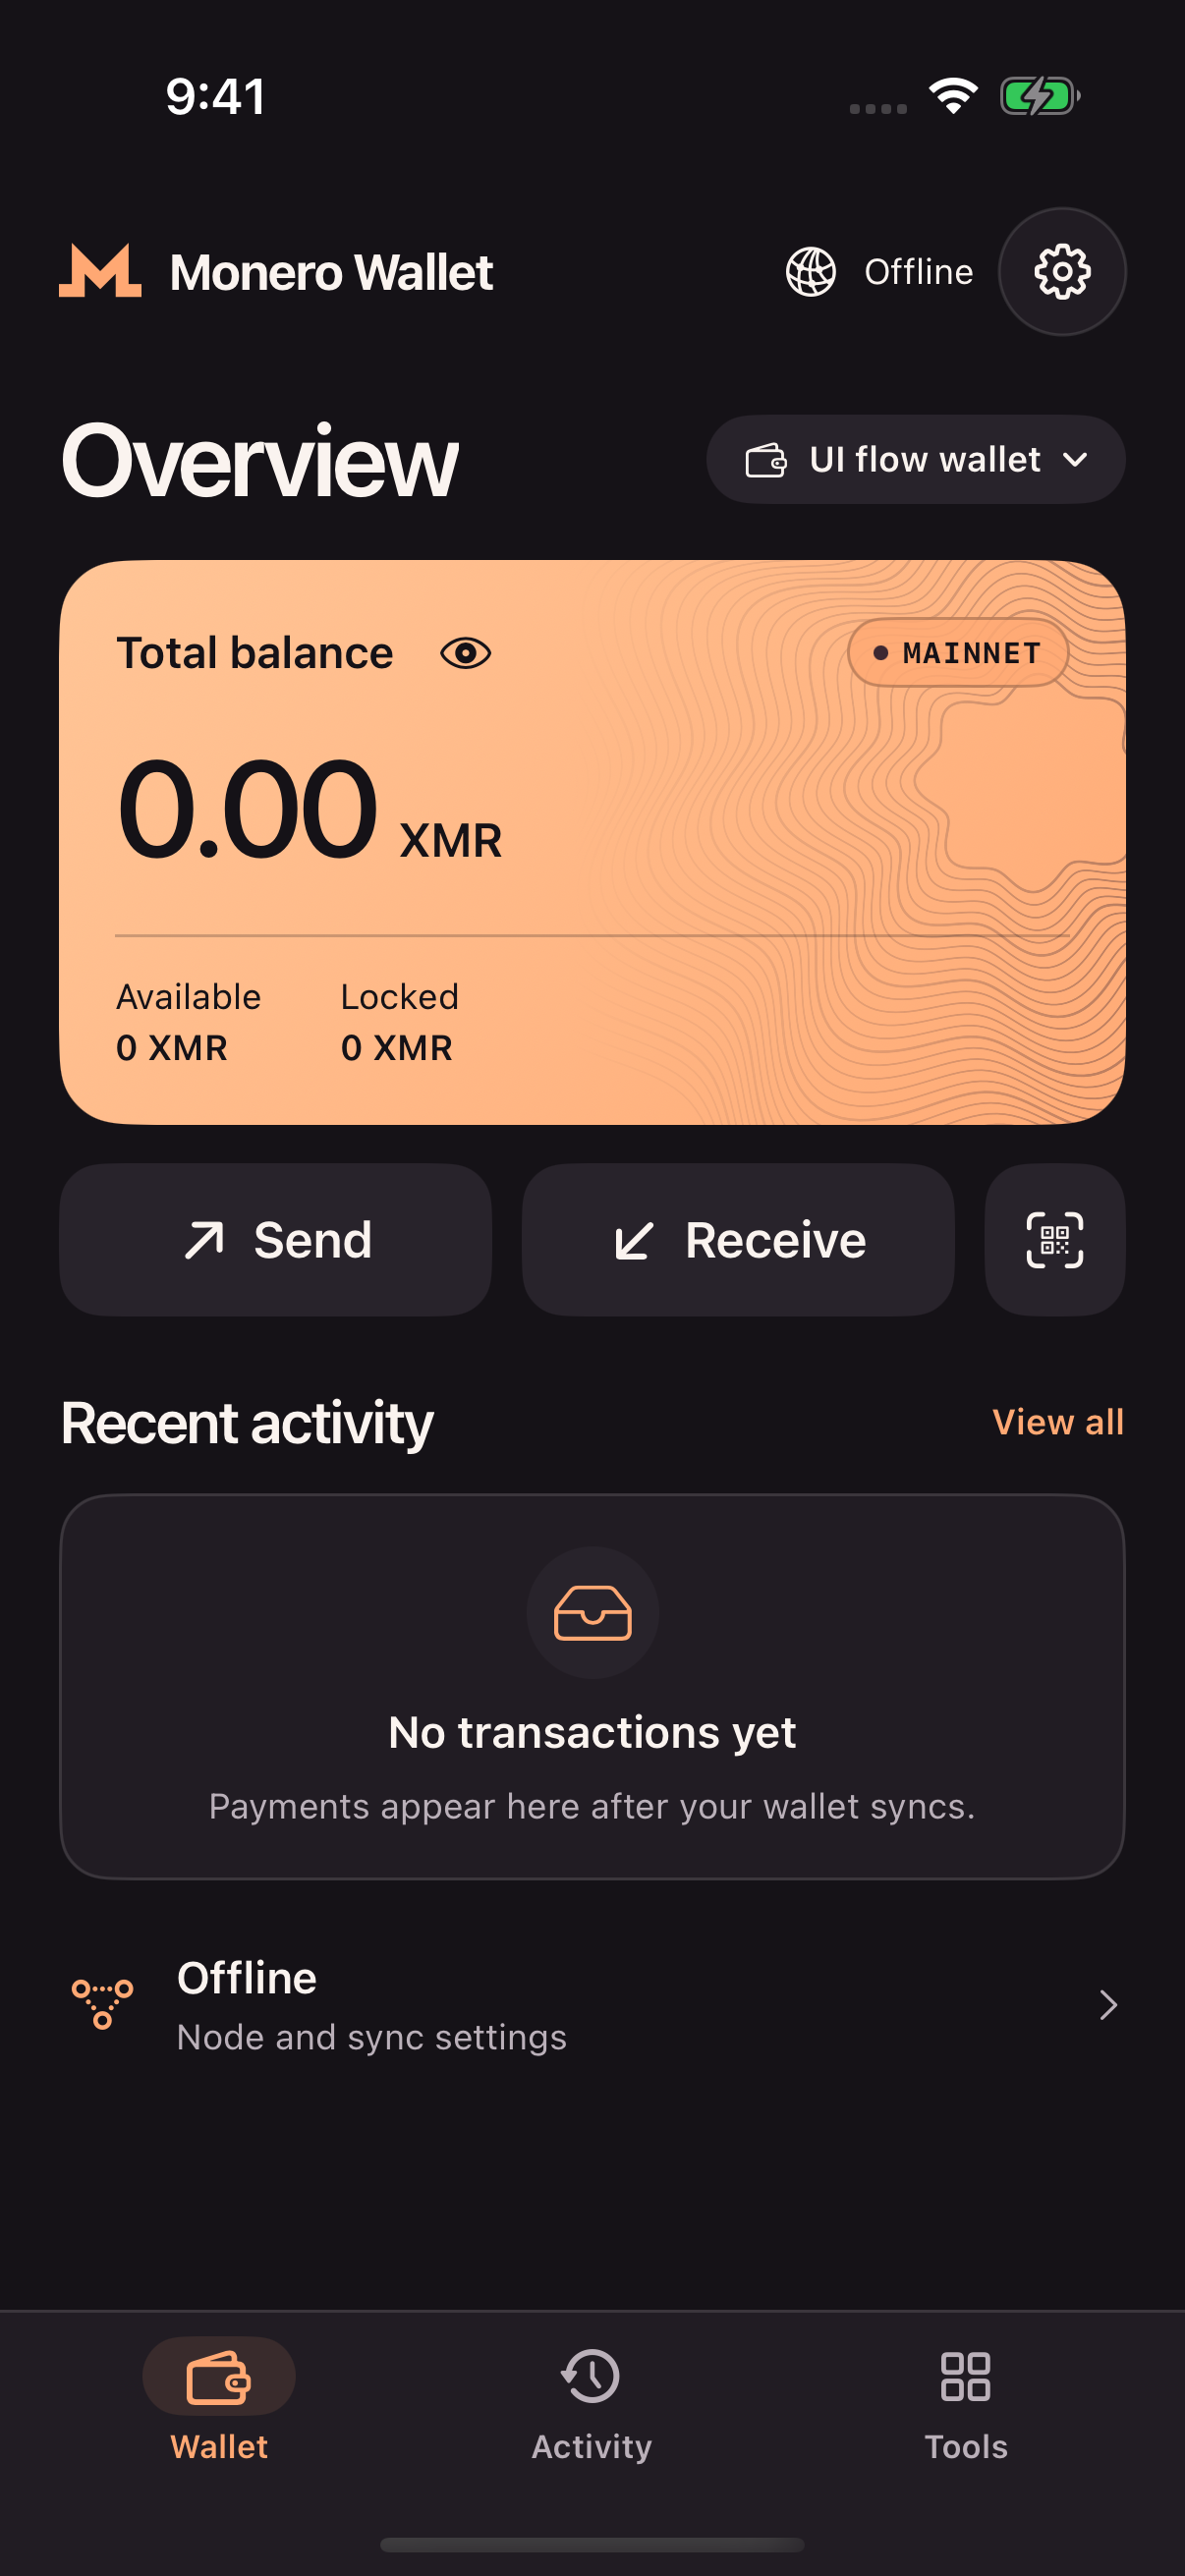 9:41
Monero Wallet
Offline
Overview
UI flow wallet
Total balance
MAINNET
0.00 XMR
Available
Locked
0 XMR
0 XMR
Send
Receive
Recent activity
View all
No transactions yet
Payments appear here after your wallet syncs.
Offline
Node and sync settings
Wallet
Activity
Tools